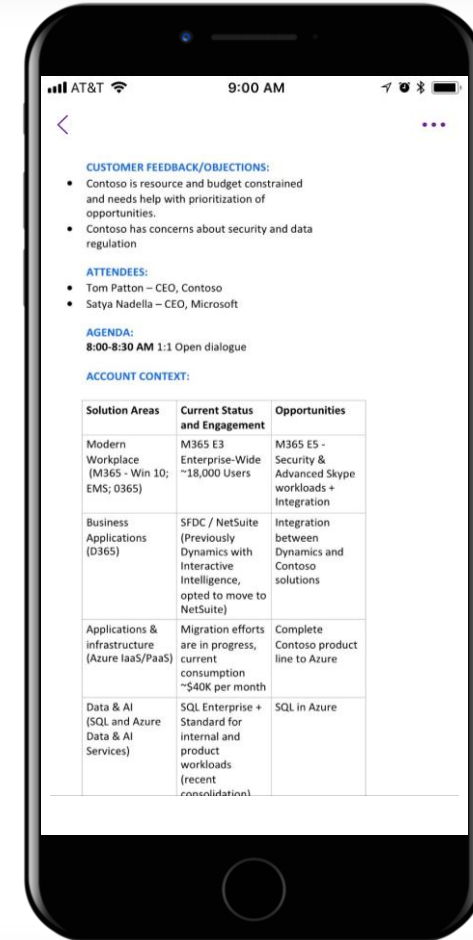 AT&T 9:00 AM
CUSTOMER FEEDBACK/OBJECTIONS:
• Contoso is resource and budget constrained
and needs help with prioritization of
opportunities.
• Contoso has concerns about security and data
regulation
ATTENDEES:
• Tom Patton – CEO, Contoso
• Satya Nadella – CEO, Microsoft
AGENDA:
8:00-8:30 AM 1:1 Open dialogue
ACCOUNT CONTEXT:
Solution Areas
Current Status
and Engagement
Opportunities
Modern
Workplace
(M365 - Win 10;
EMS; 0365)
M365 E3
Enterprise-Wide
~18,000 Users
M365 E5 -
Security &
Advanced Skype
workloads +
Integration
Business
Applications
(D365)
SFDC / NetSuite
(Previously
Dynamics with
Interactive
Intelligence,
opted to move to
NetSuite)
Integration
between
Dynamics and
Contoso
solutions
Applications &
infrastructure
(Azure IaaS/PaaS)
Migration efforts
are in progress,
current
consumption
~$40K per month
Complete
Contoso product
line to Azure
Data & AI
(SQL and Azure
Data & AI
Services)
SQL Enterprise +
Standard for
internal and
product
workloads
(recent
consolidation)
SQL in Azure